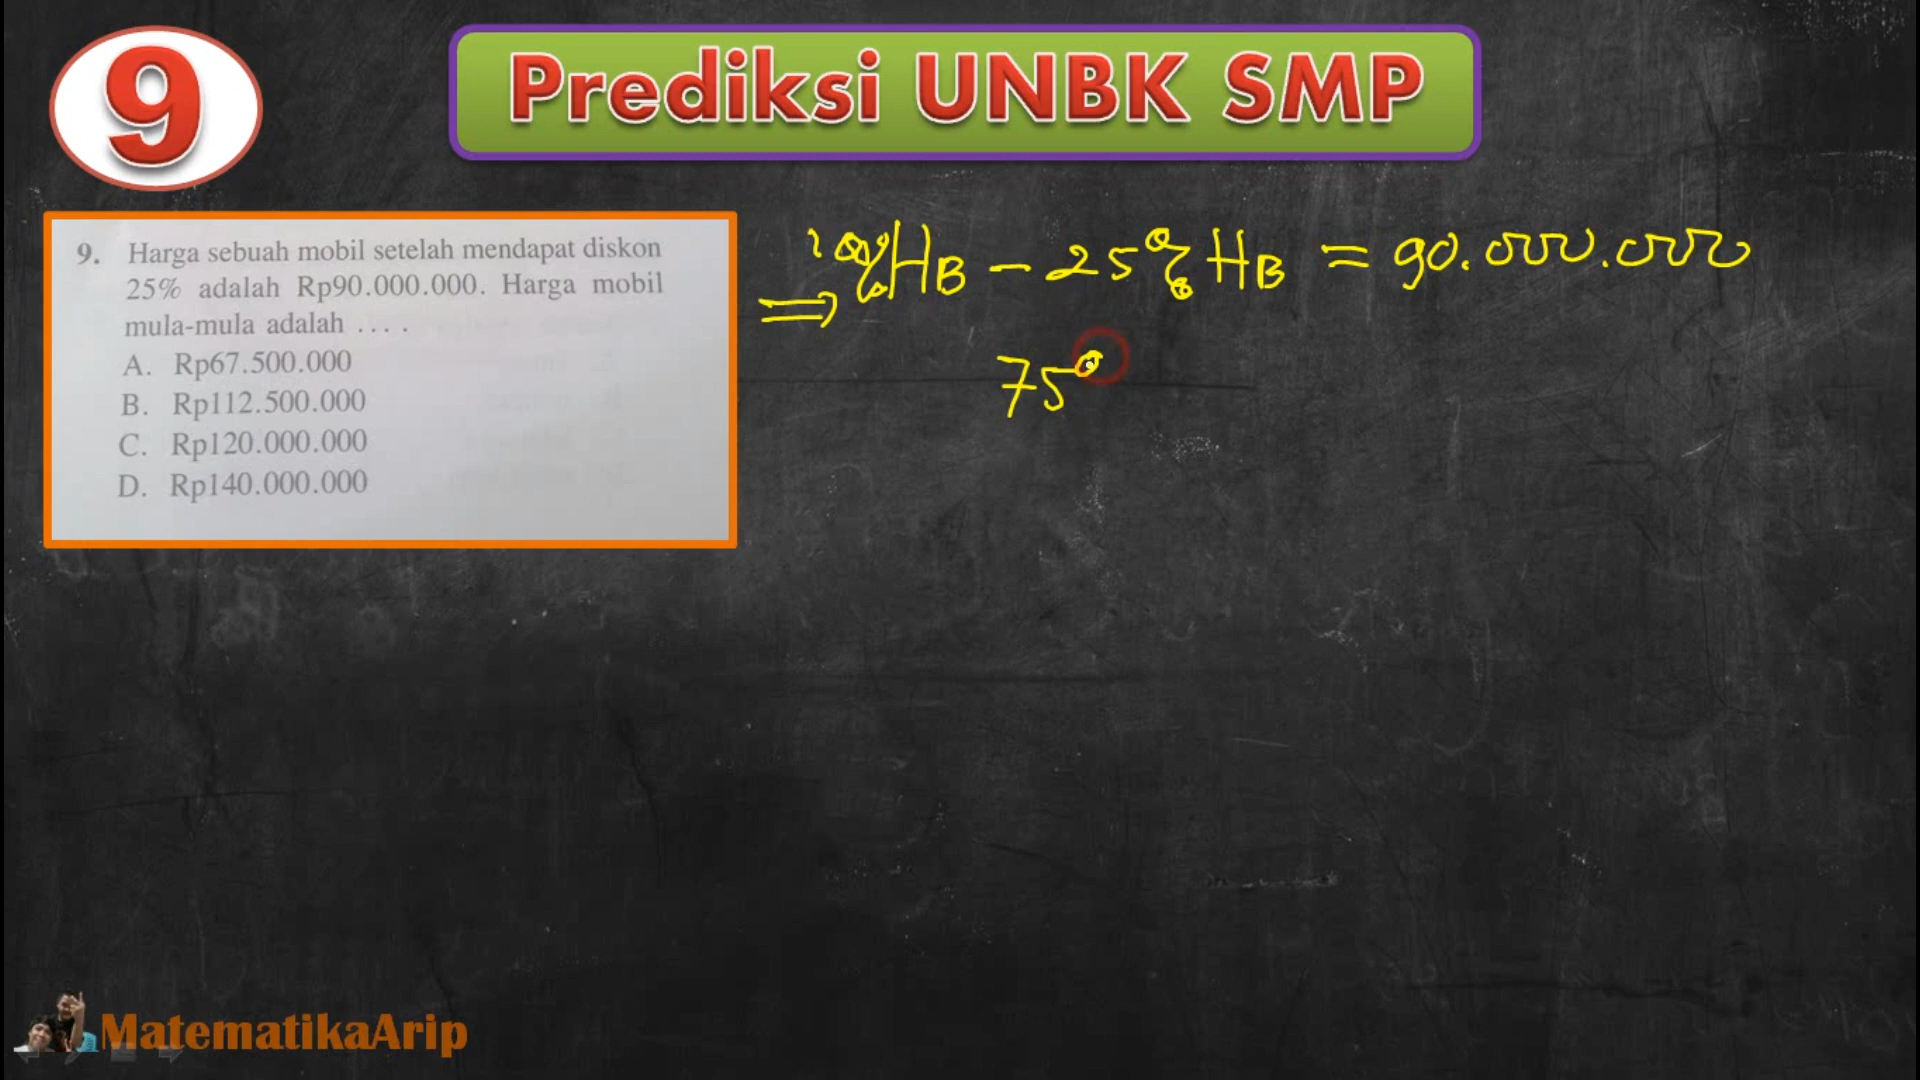 9
Prediksi UNBK SMP
9. Harga sebuah mobil setelah mendapat diskon
25% adalah Rp90.000.000. Harga mobil
mula-mula adalah ....
A. Rp67.500.000
B. Rp112.500.000
C. Rp120.000.000
D. Rp140.000.000
⇒ 100% HB - 25% HB = 90.000.000
75
MatematikaArip